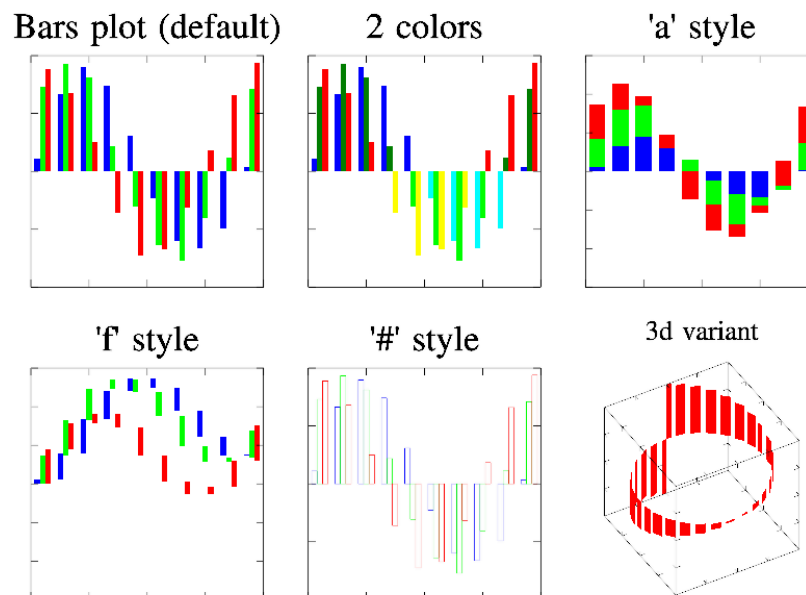 Bars plot (default)
2 colors
'a' style
'f' style
'#' style
3d variant